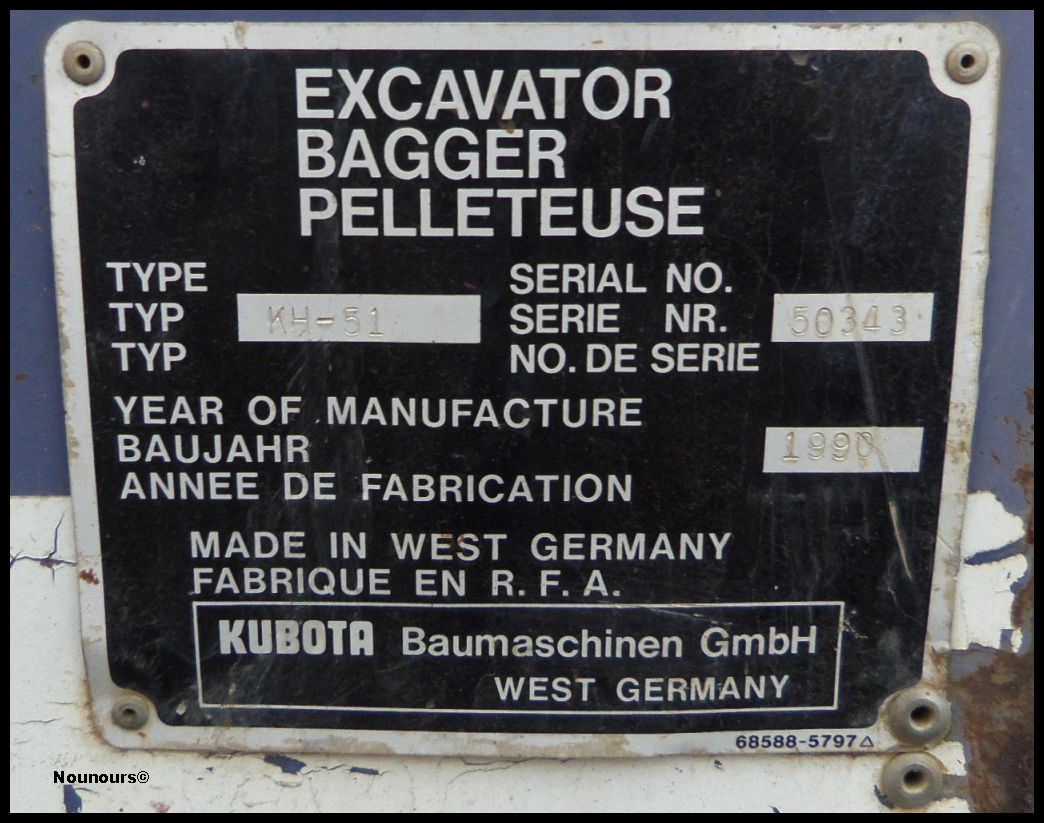 EXCAVATOR
BAGGER
PELLETEUSE
TYPE
TYP
TYP
KH-51
SERIAL NO.
SERIE NR.
NO. DE SERIE
50343
YEAR OF MANUFACTURE
BAUJAHR
ANNEE DE FABRICATION
1990
MADE IN WEST GERMANY
FABRIQUE EN R. F. A.
KUBOTA Baumaschinen GmbH
WEST GERMANY
68588-5797△
Nounours©